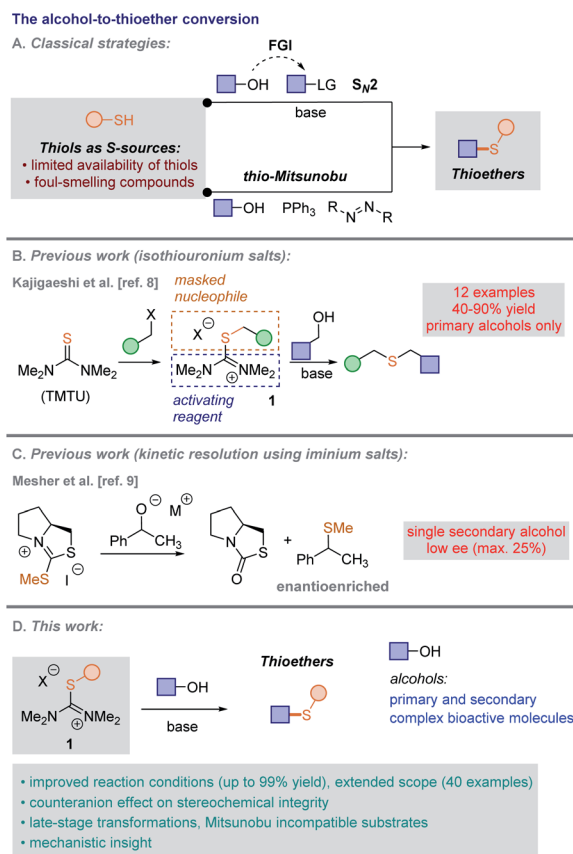 The alcohol-to-thioether conversion
A. Classical strategies:
FGI
OH
LG
SN2
base
SH
Thiols as S-sources:
• limited availability of thiols
• foul-smelling compounds
thio-Mitsunobu
OH
PPh3
R
N=N
R
S
Thioethers
B. Previous work (isothiouronium salts):
Kajigaeshi et al. [ref. 8]
masked
nucleophile
12 examples
40-90% yield
primary alcohols only
S
Me2N NMe2
(TMTU)
X
X⊖
S
Me2N NMe2
⊕
activating
reagent
1
OH
base
S
C. Previous work (kinetic resolution using iminium salts):
Mesher et al. [ref. 9]
⊕
N
S
MeS
I⊖
O⊖ M⊕
Ph CH3
N
S
O
+
SMe
Ph CH3
enantioenriched
single secondary alcohol
low ee (max. 25%)
D. This work:
X⊖
S
Me2N NMe2
⊕
1
OH
base
Thioethers
S
OH
alcohols:
primary and secondary
complex bioactive molecules
• improved reaction conditions (up to 99% yield), extended scope (40 examples)
• counteranion effect on stereochemical integrity
• late-stage transformations, Mitsunobu incompatible substrates
• mechanistic insight